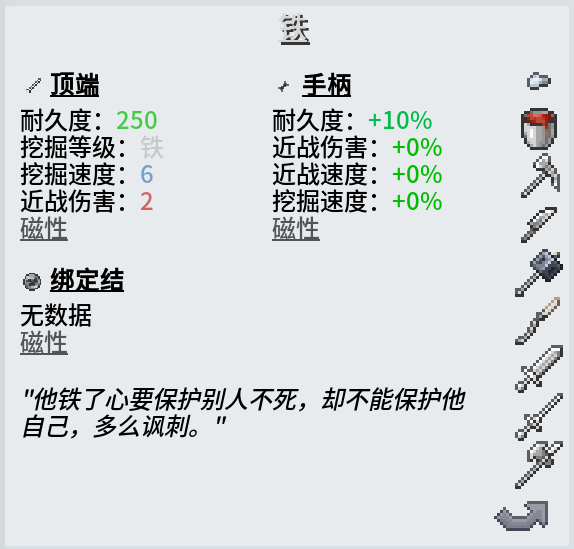 铁
顶端
耐久度：250
挖掘等级：铁
挖掘速度：6
近战伤害：2
磁性
手柄
耐久度：+10%
近战伤害：+0%
近战速度：+0%
挖掘速度：+0%
磁性
绑定结
无数据
磁性
"他铁了心要保护别人不死，却不能保护他
自己，多么讽刺。"